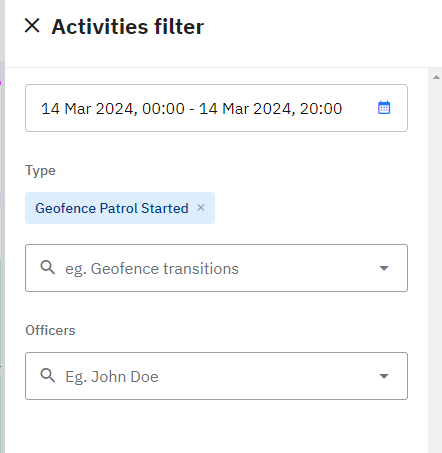 Activities filter
14 Mar 2024, 00:00 - 14 Mar 2024, 20:00
Type
Geofence Patrol Started ×
eg. Geofence transitions
Officers
Eg. John Doe